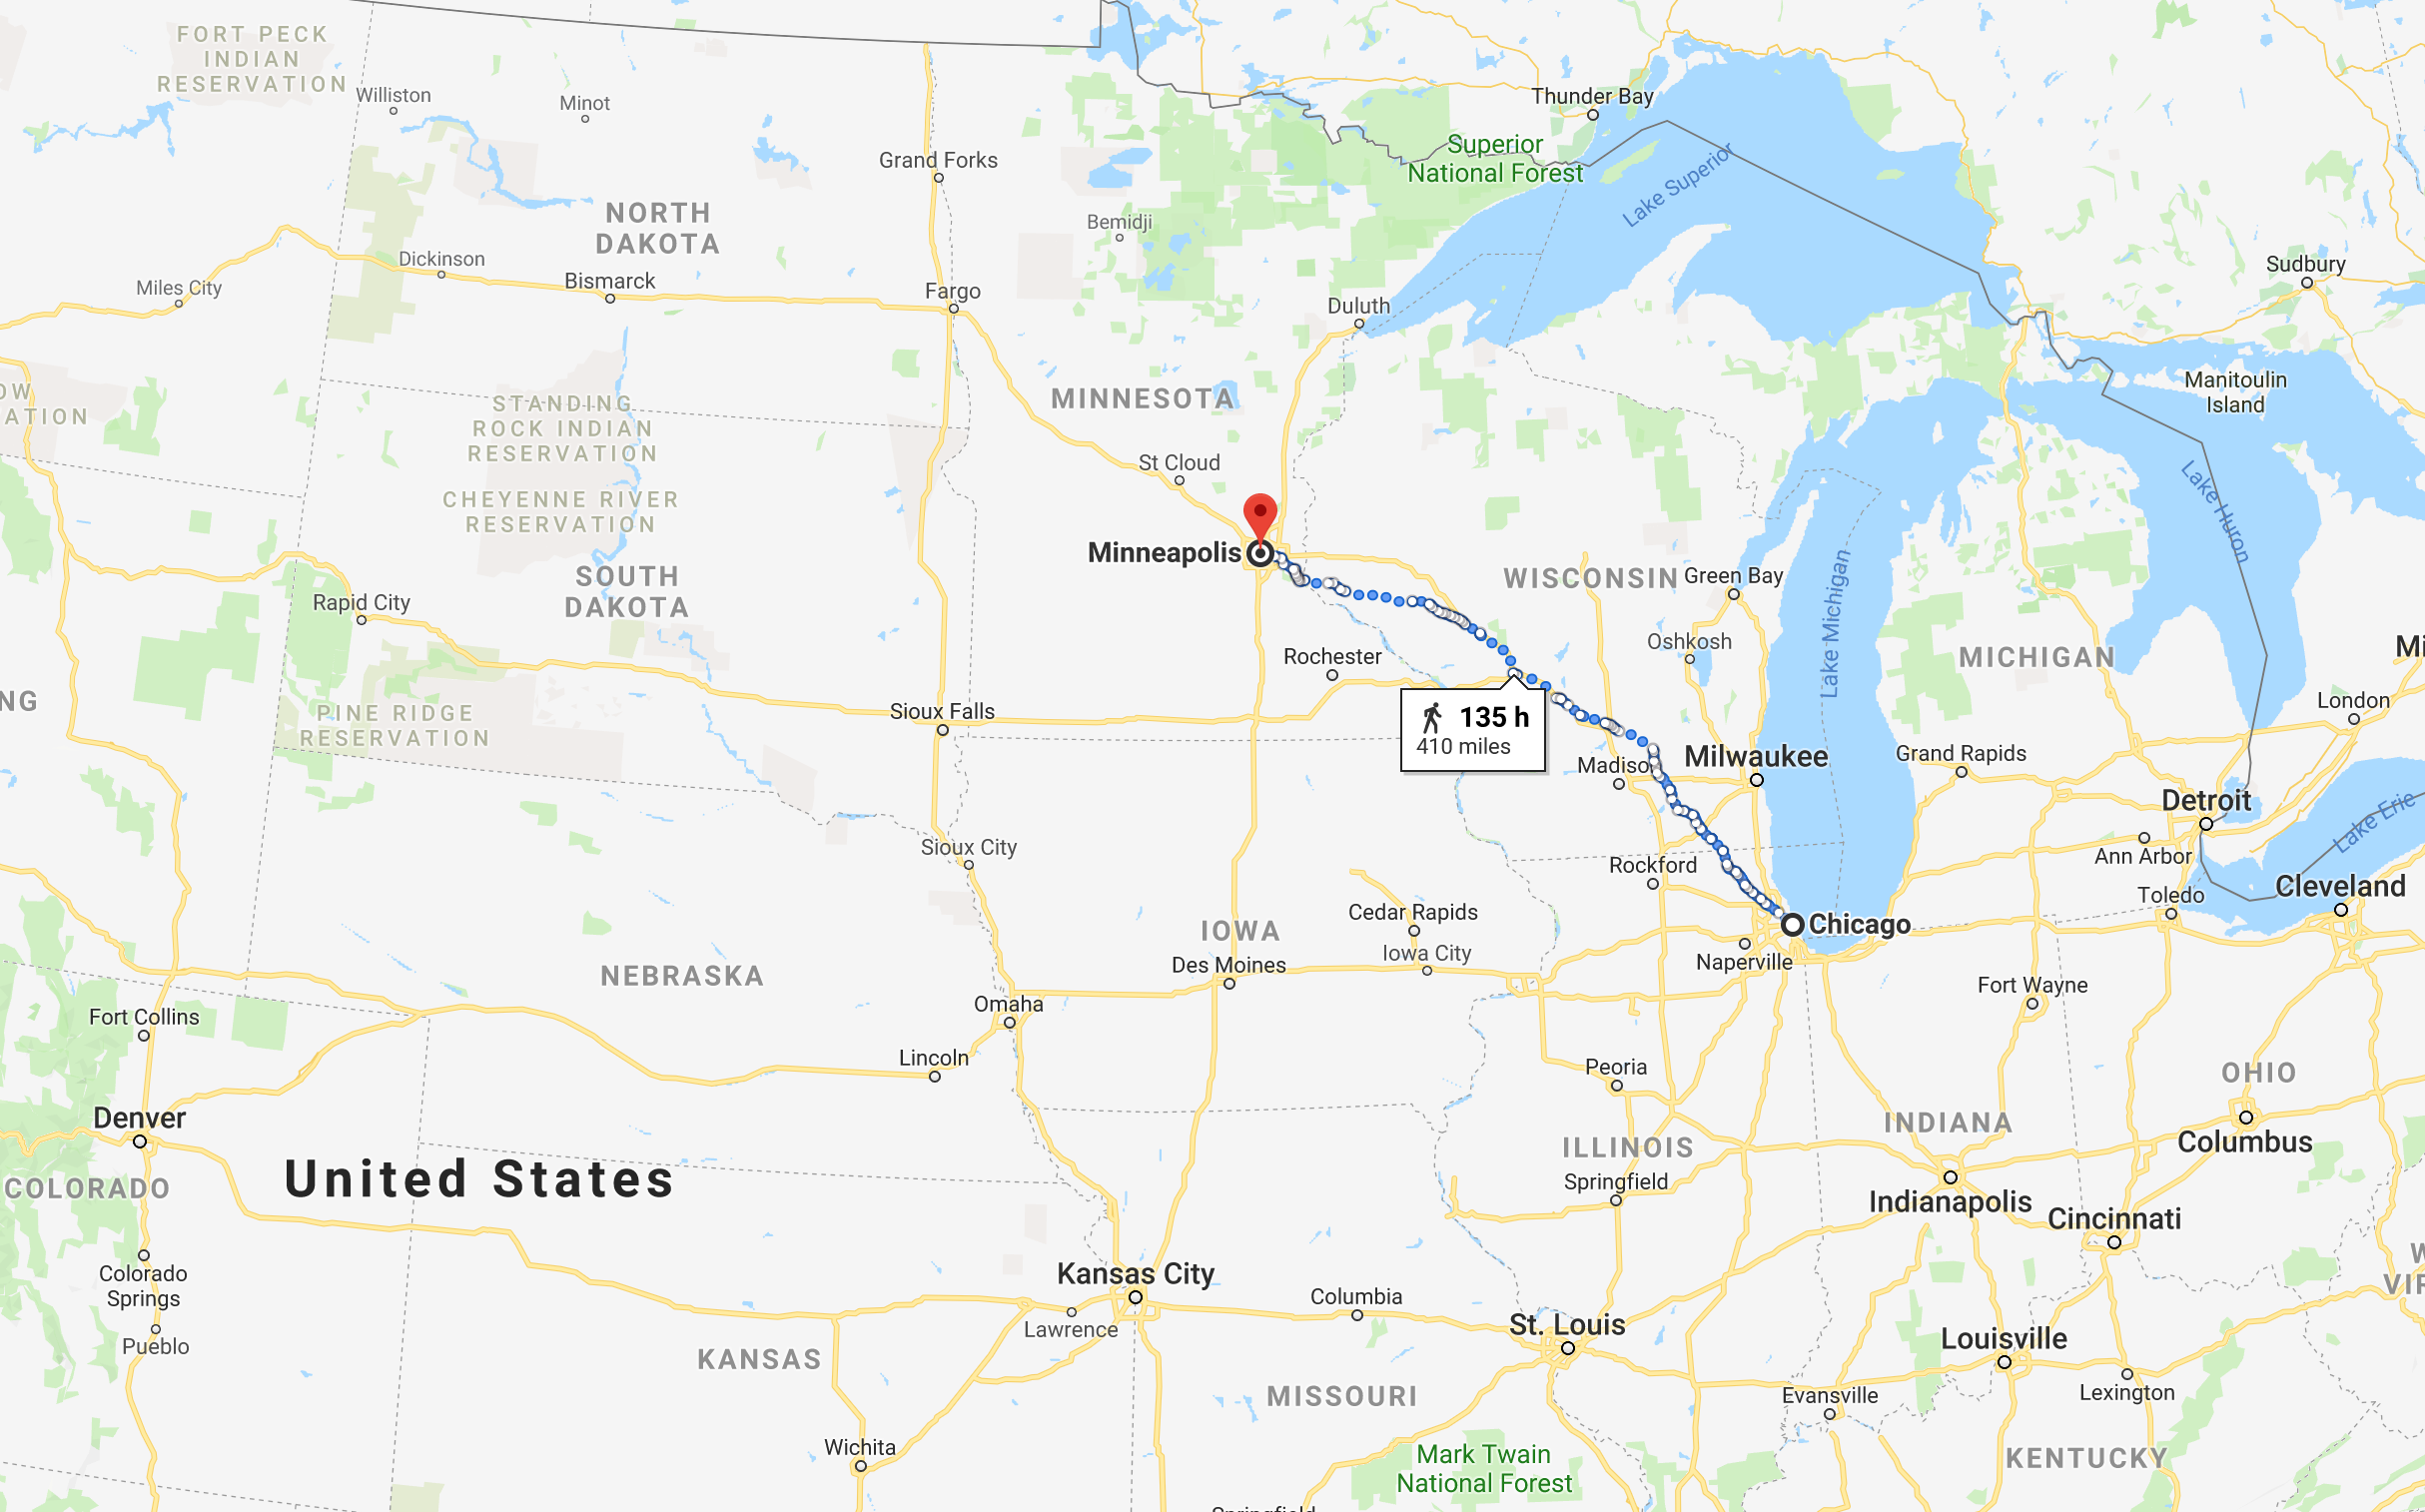 FORT PECK
INDIAN
RESERVATION
Williston
Minot
Thunder Bay
Superior
National Forest
Lake Superior
Grand Forks
NORTH
DAKOTA
Bemidji
Dickinson
Bismarck
Miles City
Fargo
Duluth
Sudbury
OW
ATION
STANDING
ROCK INDIAN
RESERVATION
MINNESOTA
Manitoulin
Island
St Cloud
CHEYENNE RIVER
RESERVATION
Lake Huron
Minneapolis
SOUTH
DAKOTA
WISCONSIN
Green Bay
Lake Michigan
Rapid City
Oshkosh
MICHIGAN
Mi
Rochester
NG
PINE RIDGE
RESERVATION
Sioux Falls
135 h
410 miles
London
Madison
Milwaukee
Grand Rapids
Detroit
Lake Erie
Sioux City
Ann Arbor
Rockford
Toledo
Cleveland
Cedar Rapids
Chicago
IOWA
Iowa City
Des Moines
Naperville
NEBRASKA
Fort Wayne
Omaha
Fort Collins
Lincoln
Peoria
OHIO
Denver
INDIANA
Columbus
ILLINOIS
United States
COLORADO
Springfield
Indianapolis
Cincinnati
Colorado
Springs
Kansas City
W
VIR
Columbia
St. Louis
Lawrence
Pueblo
Louisville
KANSAS
MISSOURI
Evansville
Lexington
Wichita
Mark Twain
National Forest
KENTUCKY
Springfield